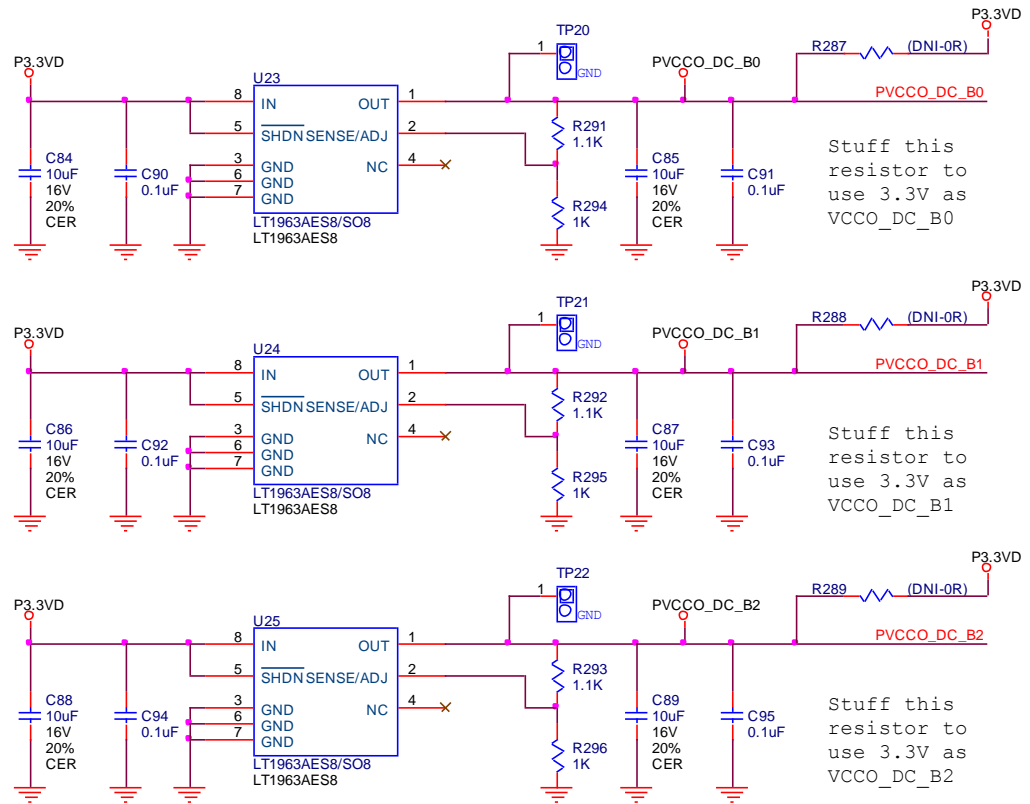 P3.3VD
TP20
R287
(DNI-0R)
P3.3VD
1
GND
PVCCO_DC_B0
PVCCO_DC_B0
U23
8
IN
OUT
1
5
SHDN
SENSE/ADJ
2
3
GND
NC
4
6
GND
7
GND
LT1963AES8/SO8
LT1963AES8
C84
10uF
16V
20%
CER
C90
0.1uF
R291
1.1K
R294
1K
C85
10uF
16V
20%
CER
C91
0.1uF
Stuff this
resistor to
use 3.3V as
VCCO_DC_B0
P3.3VD
TP21
R288
(DNI-0R)
P3.3VD
1
GND
PVCCO_DC_B1
PVCCO_DC_B1
U24
8
IN
OUT
1
5
SHDN
SENSE/ADJ
2
3
GND
NC
4
6
GND
7
GND
LT1963AES8/SO8
LT1963AES8
C86
10uF
16V
20%
CER
C92
0.1uF
R292
1.1K
R295
1K
C87
10uF
16V
20%
CER
C93
0.1uF
Stuff this
resistor to
use 3.3V as
VCCO_DC_B1
P3.3VD
TP22
R289
(DNI-0R)
P3.3VD
1
GND
PVCCO_DC_B2
PVCCO_DC_B2
U25
8
IN
OUT
1
5
SHDN
SENSE/ADJ
2
3
GND
NC
4
6
GND
7
GND
LT1963AES8/SO8
LT1963AES8
C88
10uF
16V
20%
CER
C94
0.1uF
R293
1.1K
R296
1K
C89
10uF
16V
20%
CER
C95
0.1uF
Stuff this
resistor to
use 3.3V as
VCCO_DC_B2